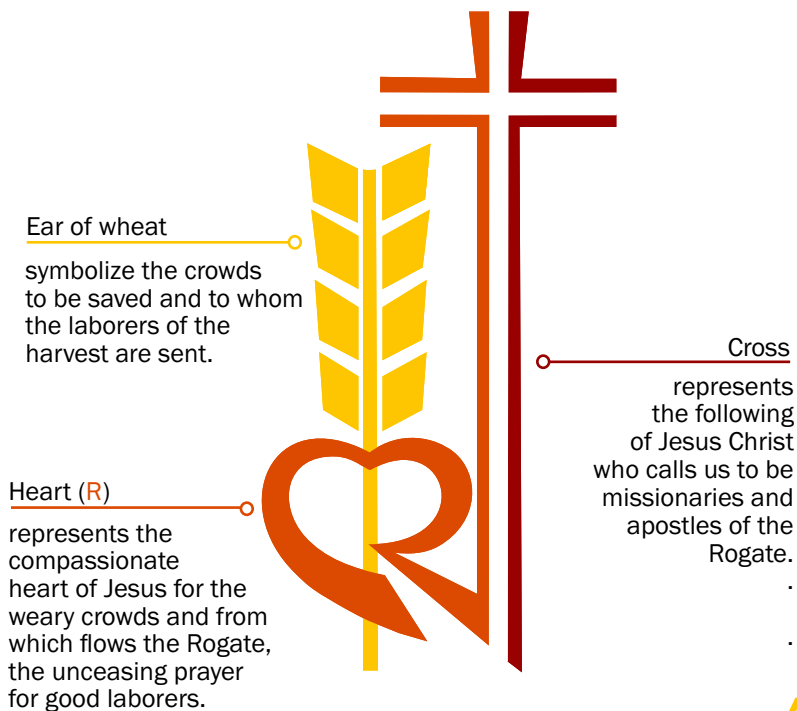 Ear of wheat
symbolize the crowds
to be saved and to whom
the laborers of the
harvest are sent.
Cross
represents
the following
of Jesus Christ
who calls us to be
missionaries and
apostles of the
Rogate.
.
.
Heart (R)
represents the
compassionate
heart of Jesus for the
weary crowds and from
which flows the Rogate,
the unceasing prayer
for good laborers.